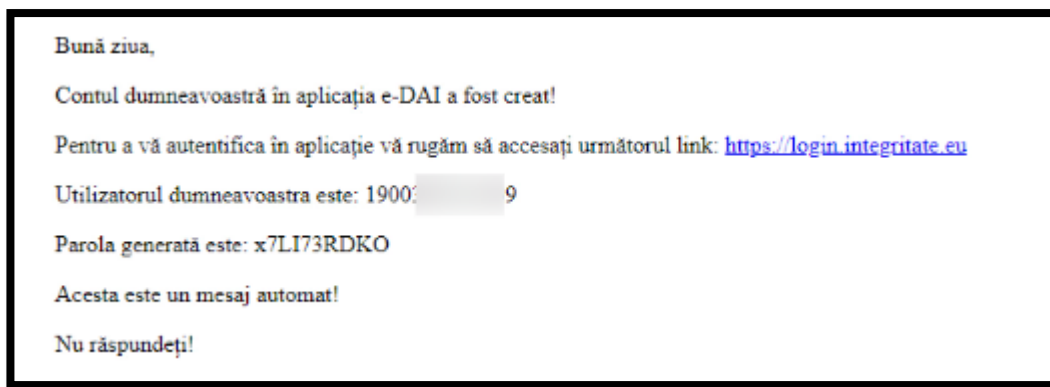 Bună ziua,
Contul dumneavoastră în aplicația e-DAI a fost creat!
Pentru a vă autentifica în aplicație vă rugăm să accesați următorul link: https://login.integritate.eu
Utilizatorul dumneavoastra este: 1900 9
Parola generată este: x7LI73RDKO
Acesta este un mesaj automat!
Nu răspundeți!